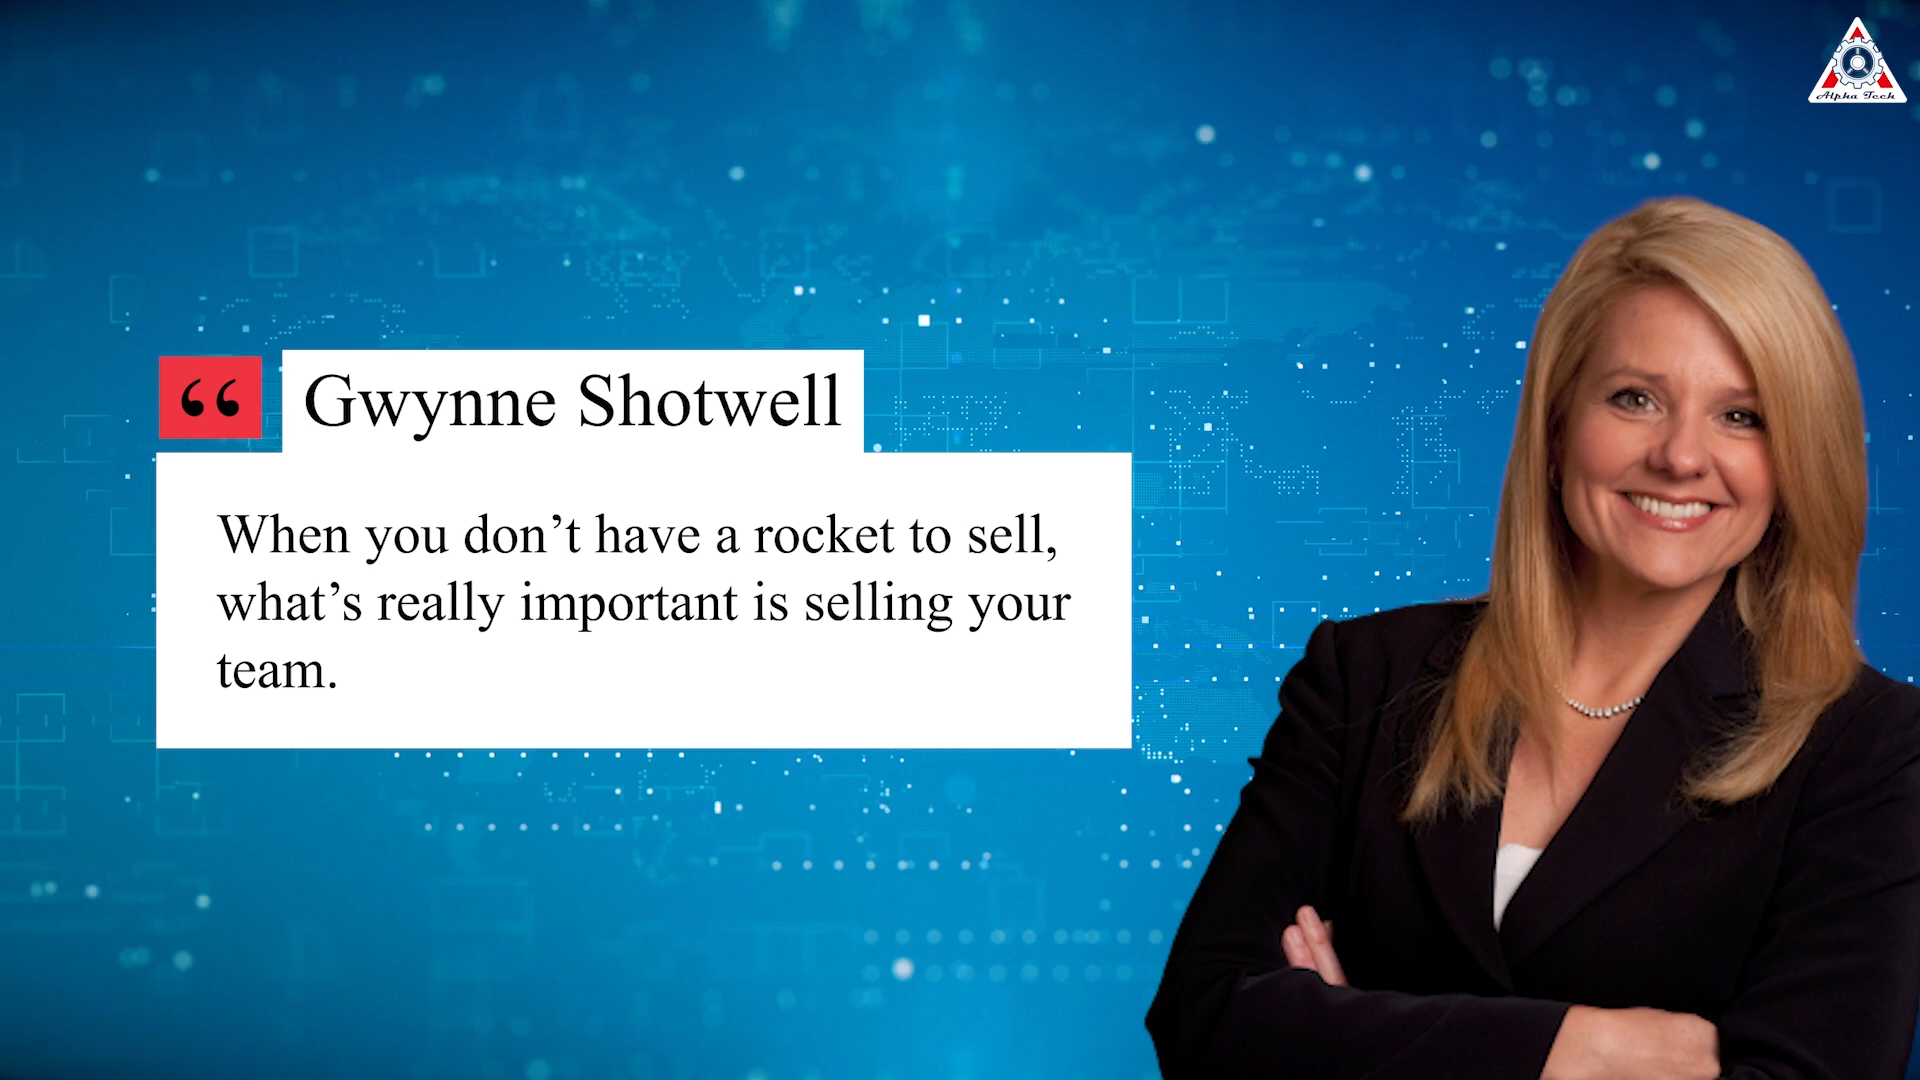 Alpha Tech
“
Gwynne Shotwell
When you don’t have a rocket to sell,
what’s really important is selling your
team.